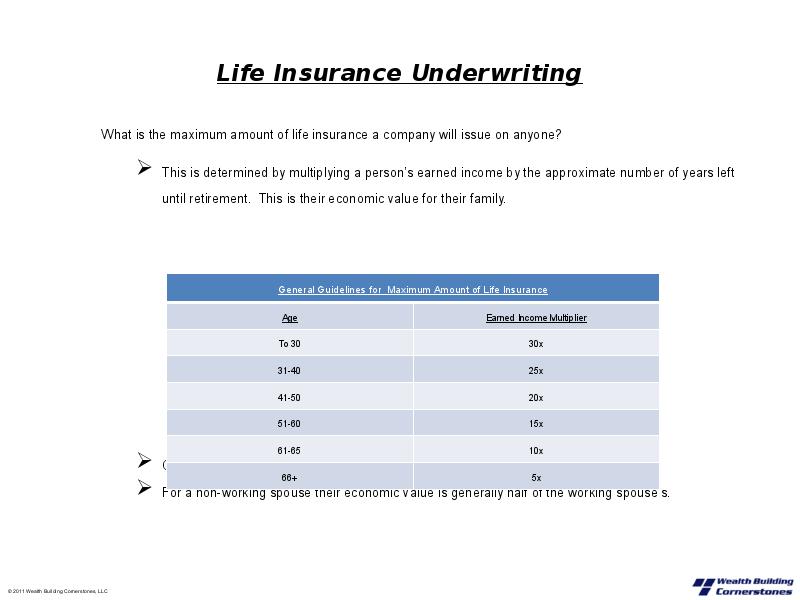 Life Insurance Underwriting
What is the maximum amount of life insurance a company will issue on anyone?
This is determined by multiplying a person's earned income by the approximate number of years left
until retirement. This is their economic value for their family.
General Guidelines for Maximum Amount of Life Insurance
Age Earned Income Multiplier
To 30 30x
31-40 25x
41-50 20x
51-60 15x
61-65 10x
66+ 5x
For a non-working spouse their economic value is generally half of the working spouse's.
© 2011 Wealth Building Cornerstones, LLC
Wealth Building
Cornerstones